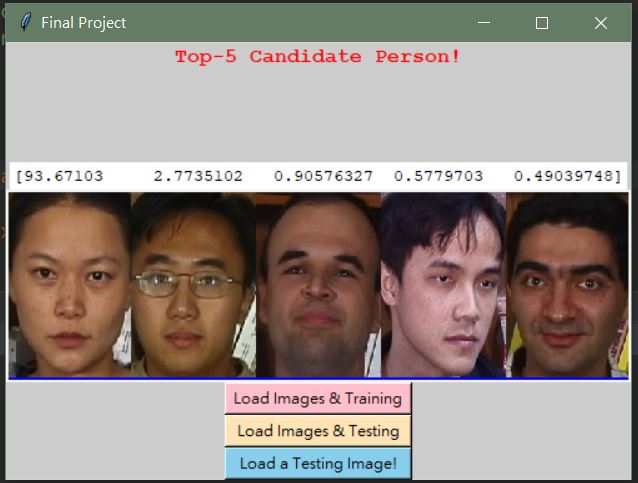 Final Project
Top-5 Candidate Person!
[93.67103 2.7735102 0.90576327 0.5779703 0.49039748]
Load Images & Training
Load Images & Testing
Load a Testing Image!